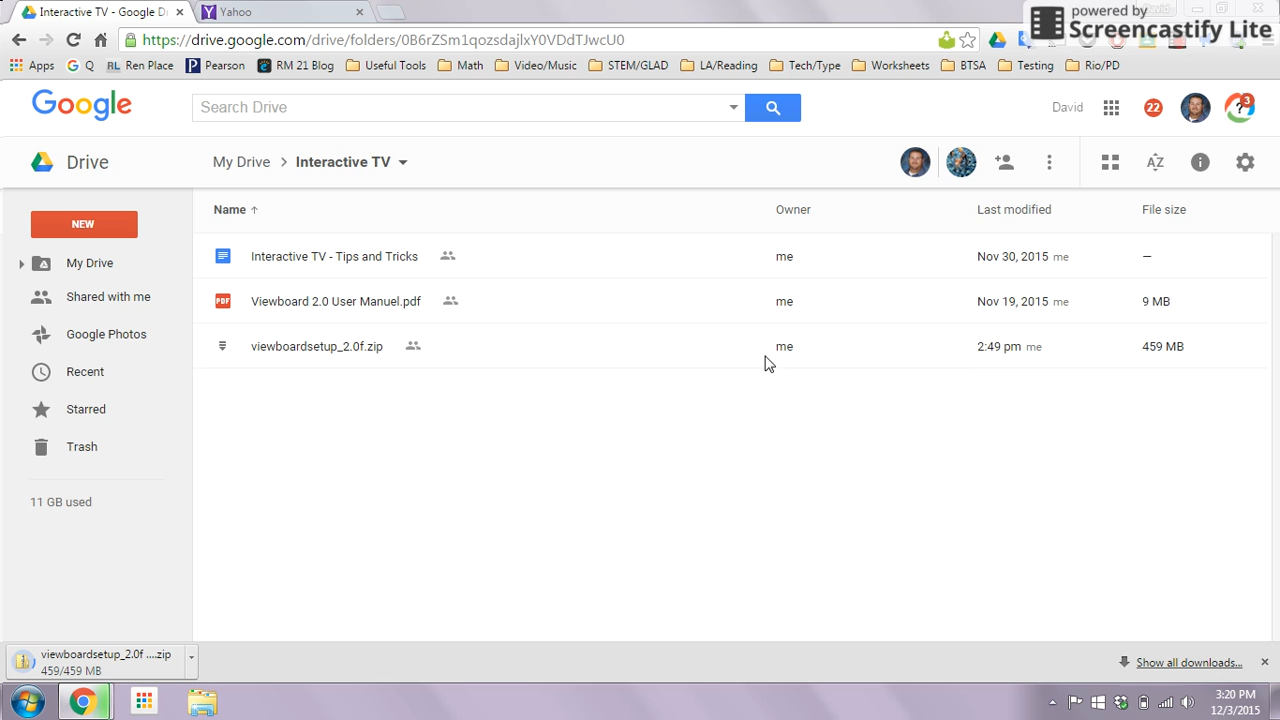 Interactive TV - Google D
Yahoo
powered by
Screencastify Lite
https://drive.google.com/drive/folde
Apps
Q
Ren Place
Pearson
RM 21 Blog
Useful Tools
Math
Video/Music
STEM/GLAD
LA/Reading
Tech/Type
Worksheets
BTSA
Testing
Rio/PD
Google
Search Drive
David
22
3
Drive
My Drive
Interactive TV
AZ
NEW
Name
Owner
Last modified
File size
My Drive
Interactive TV - Tips and Tricks
me
Nov 30, 2015 me
—
Shared with me
PDF
Viewboard 2.0 User Manuel.pdf
me
Nov 19, 2015 me
9 MB
Google Photos
viewboardsetup_2.0f.zip
me
2:49 pm me
459 MB
Recent
Starred
Trash
11 GB used
viewboardsetup_2.0f ....zip
459/459 MB
Show all downloads...
3:20 PM
12/3/2015